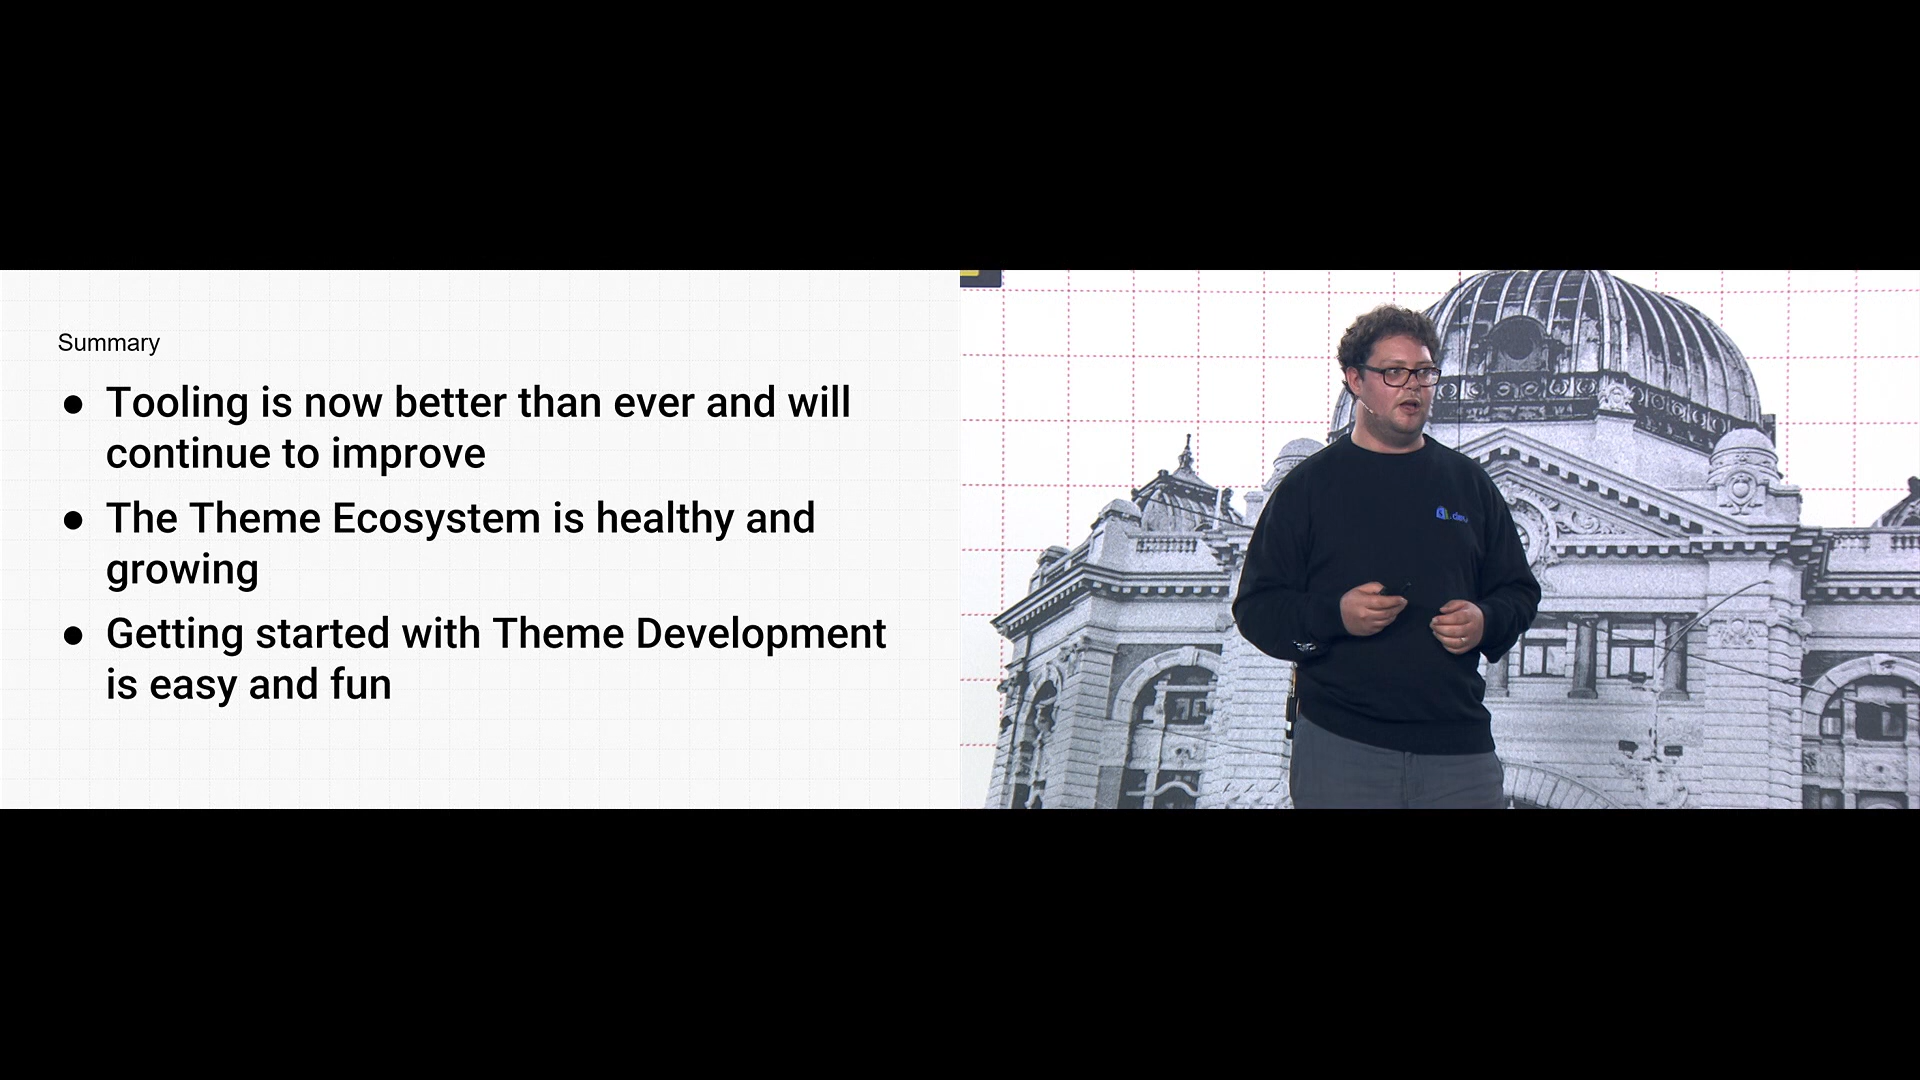 Summary
● Tooling is now better than ever and will
continue to improve
● The Theme Ecosystem is healthy and
growing
● Getting started with Theme Development
is easy and fun
.dev